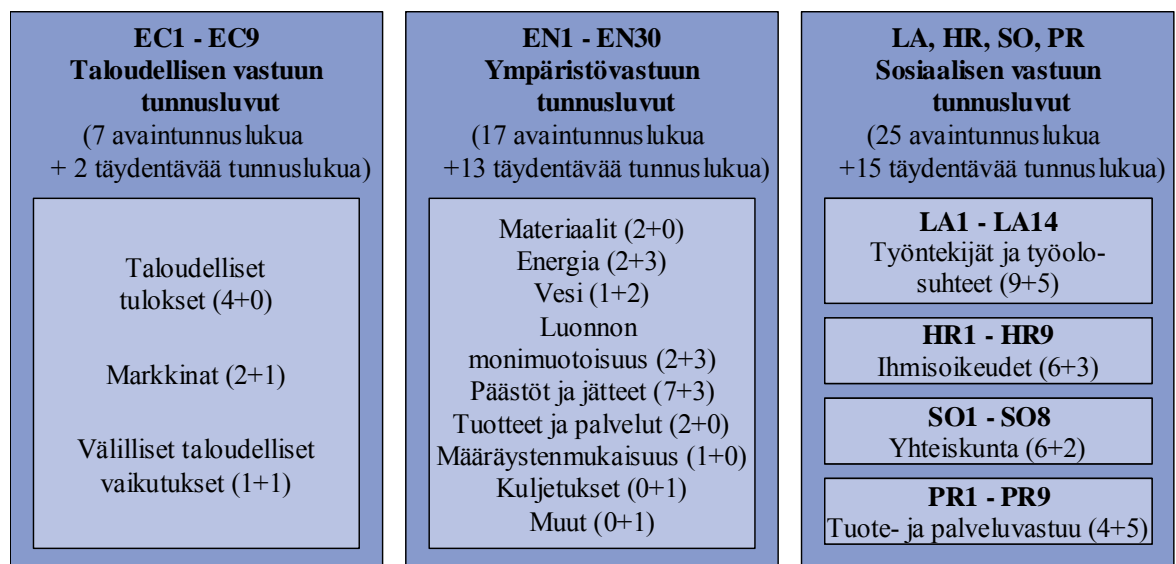 EC1 - EC9
Taloudellisen vastuun
tunnusluvut
(7 avaintunnuslukua
+ 2 täydentävää tunnuslukua)
Taloudelliset
tulokset (4+0)
Markkinat (2+1)
Välilliset taloudelliset
vaikutukset (1+1)
EN1 - EN30
Ympäristövastuun
tunnusluvut
(17 avaintunnuslukua
+13 täydentävää tunnuslukua)
Materiaalit (2+0)
Energia (2+3)
Vesi (1+2)
Luonnon
monimuotoisuus (2+3)
Päästöt ja jätteet (7+3)
Tuotteet ja palvelut (2+0)
Määräystenmukaisuus (1+0)
Kuljetukset (0+1)
Muut (0+1)
LA, HR, SO, PR
Sosiaalisen vastuun
tunnusluvut
(25 avaintunnuslukua
+15 täydentävää tunnuslukua)
LA1 - LA14
Työntekijät ja työolo-
suhteet (9+5)
HR1 - HR9
Ihmisoikeudet (6+3)
SO1 - SO8
Yhteiskunta (6+2)
PR1 - PR9
Tuote- ja palveluvastuu (4+5)